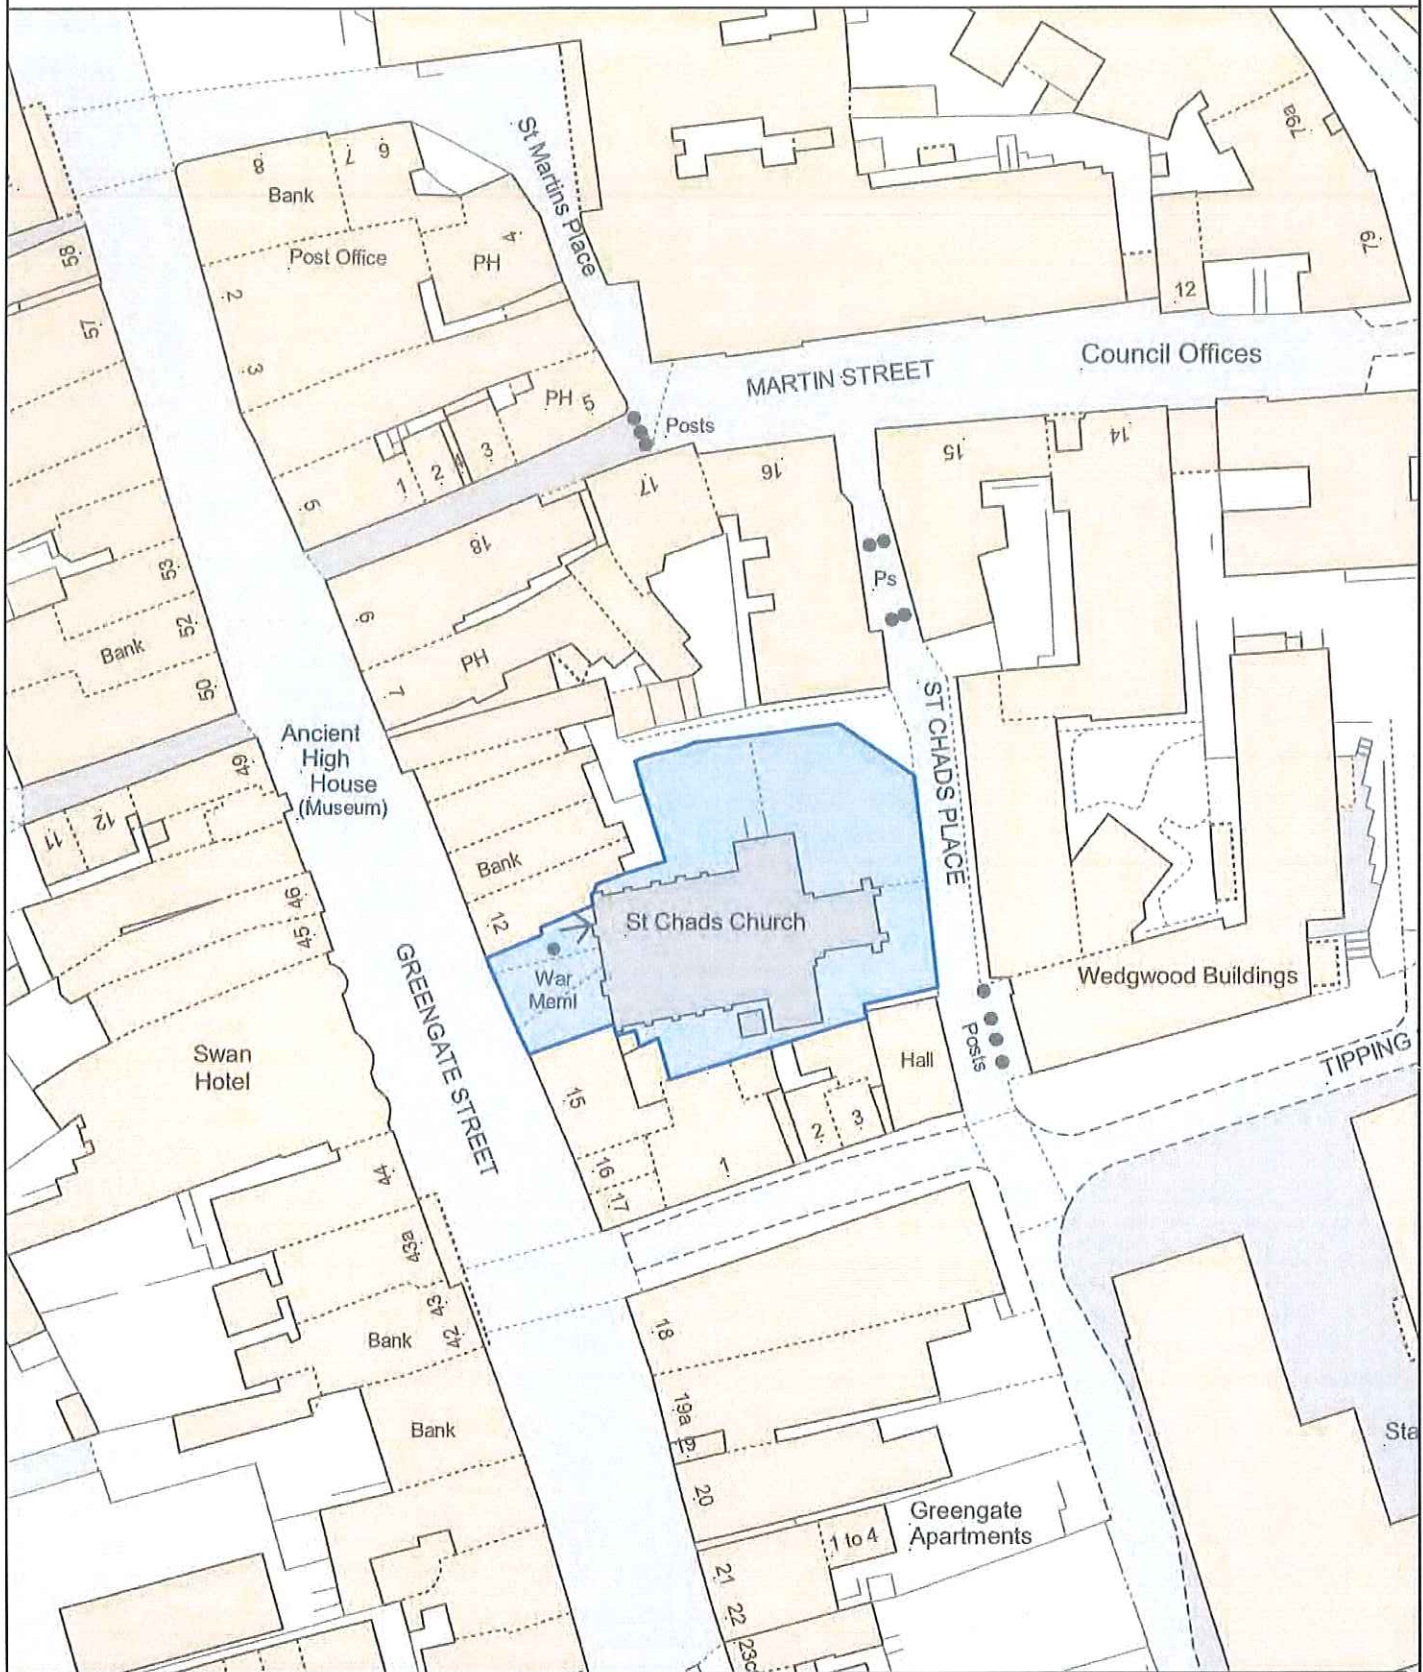 St Martins Place
79a
8
7
6
Bank
58
Post Office
4
PH
79
2
12
57
3
MARTIN STREET
Council Offices
PH 5
Posts
1
2
4
3
5
17
16
15
14
18
53
Ps
6
52
Bank
PH
50
7
ST CHADS PLACE
Ancient
High
House
(Museum)
49
12
11
Bank
46
12
St Chads Church
45
GREENGATE STREET
War
Meml
Wedgwood Buildings
Swan
Hotel
Hall
Posts
TIPPING
15
2
3
44
16
1
17
43a
43
42
Bank
18
19a
19
Bank
Sta
20
Greengate
Apartments
1 to 4
21
22
23c